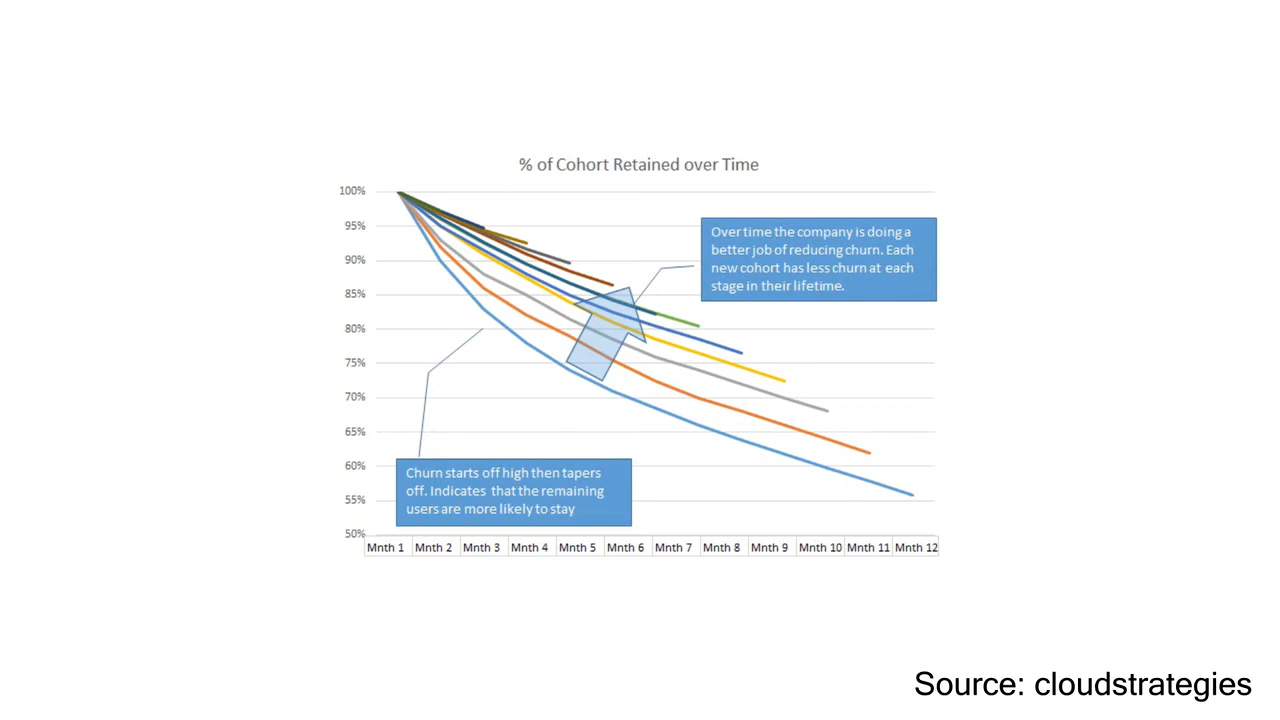 % of Cohort Retained over Time
100%
95%
90%
85%
80%
75%
70%
65%
60%
55%
50%
Over time the company is doing a
better job of reducing churn. Each
new cohort has less churn at each
stage in their lifetime.
Churn starts off high then tapers
off. Indicates that the remaining
users are more likely to stay
Mnth 1 Mnth 2 Mnth 3 Mnth 4 Mnth 5 Mnth 6 Mnth 7 Mnth 8 Mnth 9 Mnth 10 Mnth 11 Mnth 12
Source: cloudstrategies